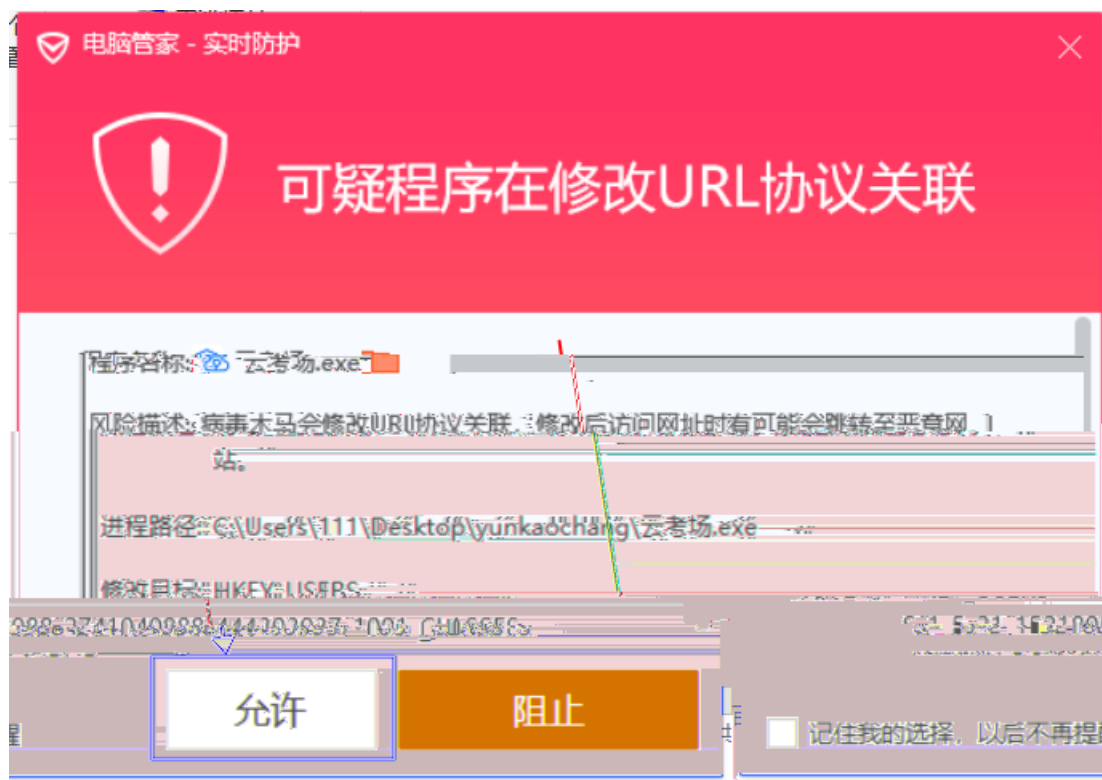 电脑管家 - 实时防护
可疑程序在修改URL协议关联
程序名称: 云考场.exe
风险描述: 病毒木马会修改URL协议关联，修改后访问网址时有可能会跳转至恶意网
站。
进程路径: C:\Users\111\Desktop\yunkaochang\云考场.exe
修改目标: HKEY_USERS
允许
阻止
记住我的选择，以后不再提醒